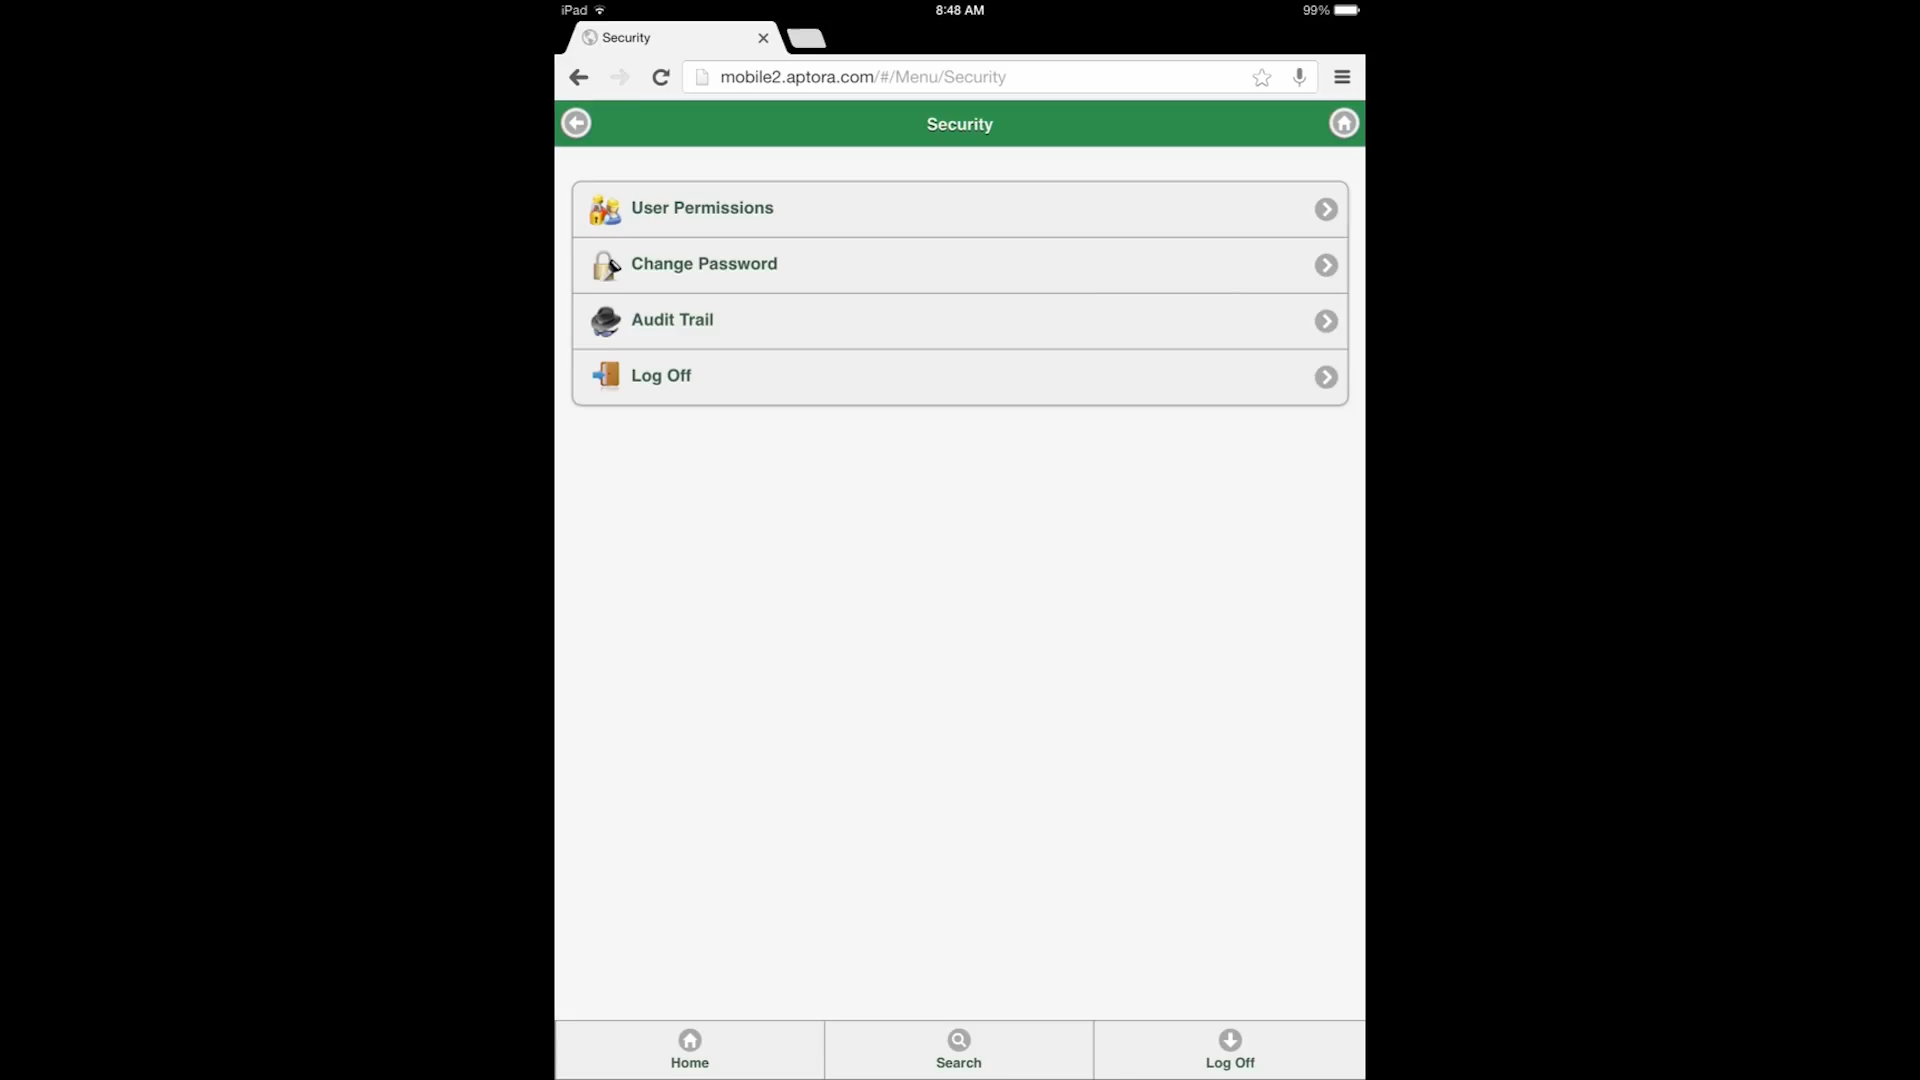 iPad 8:48 AM 99%
Security
mobile2.aptora.com/#/Menu/Security
Security
User Permissions
Change Password
Audit Trail
Log Off
Home Search Log Off